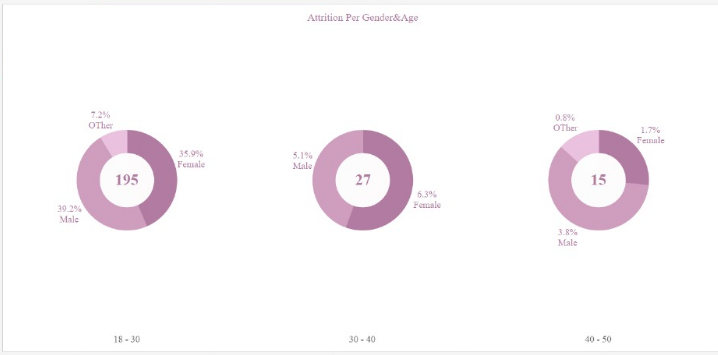 Attrition Per Gender&Age
7.2%
OTher
35.9%
Female
195
39.2%
Male
18 - 30
5.1%
Male
27
6.3%
Female
30 - 40
0.8%
OTher
1.7%
Female
15
3.8%
Male
40 - 50